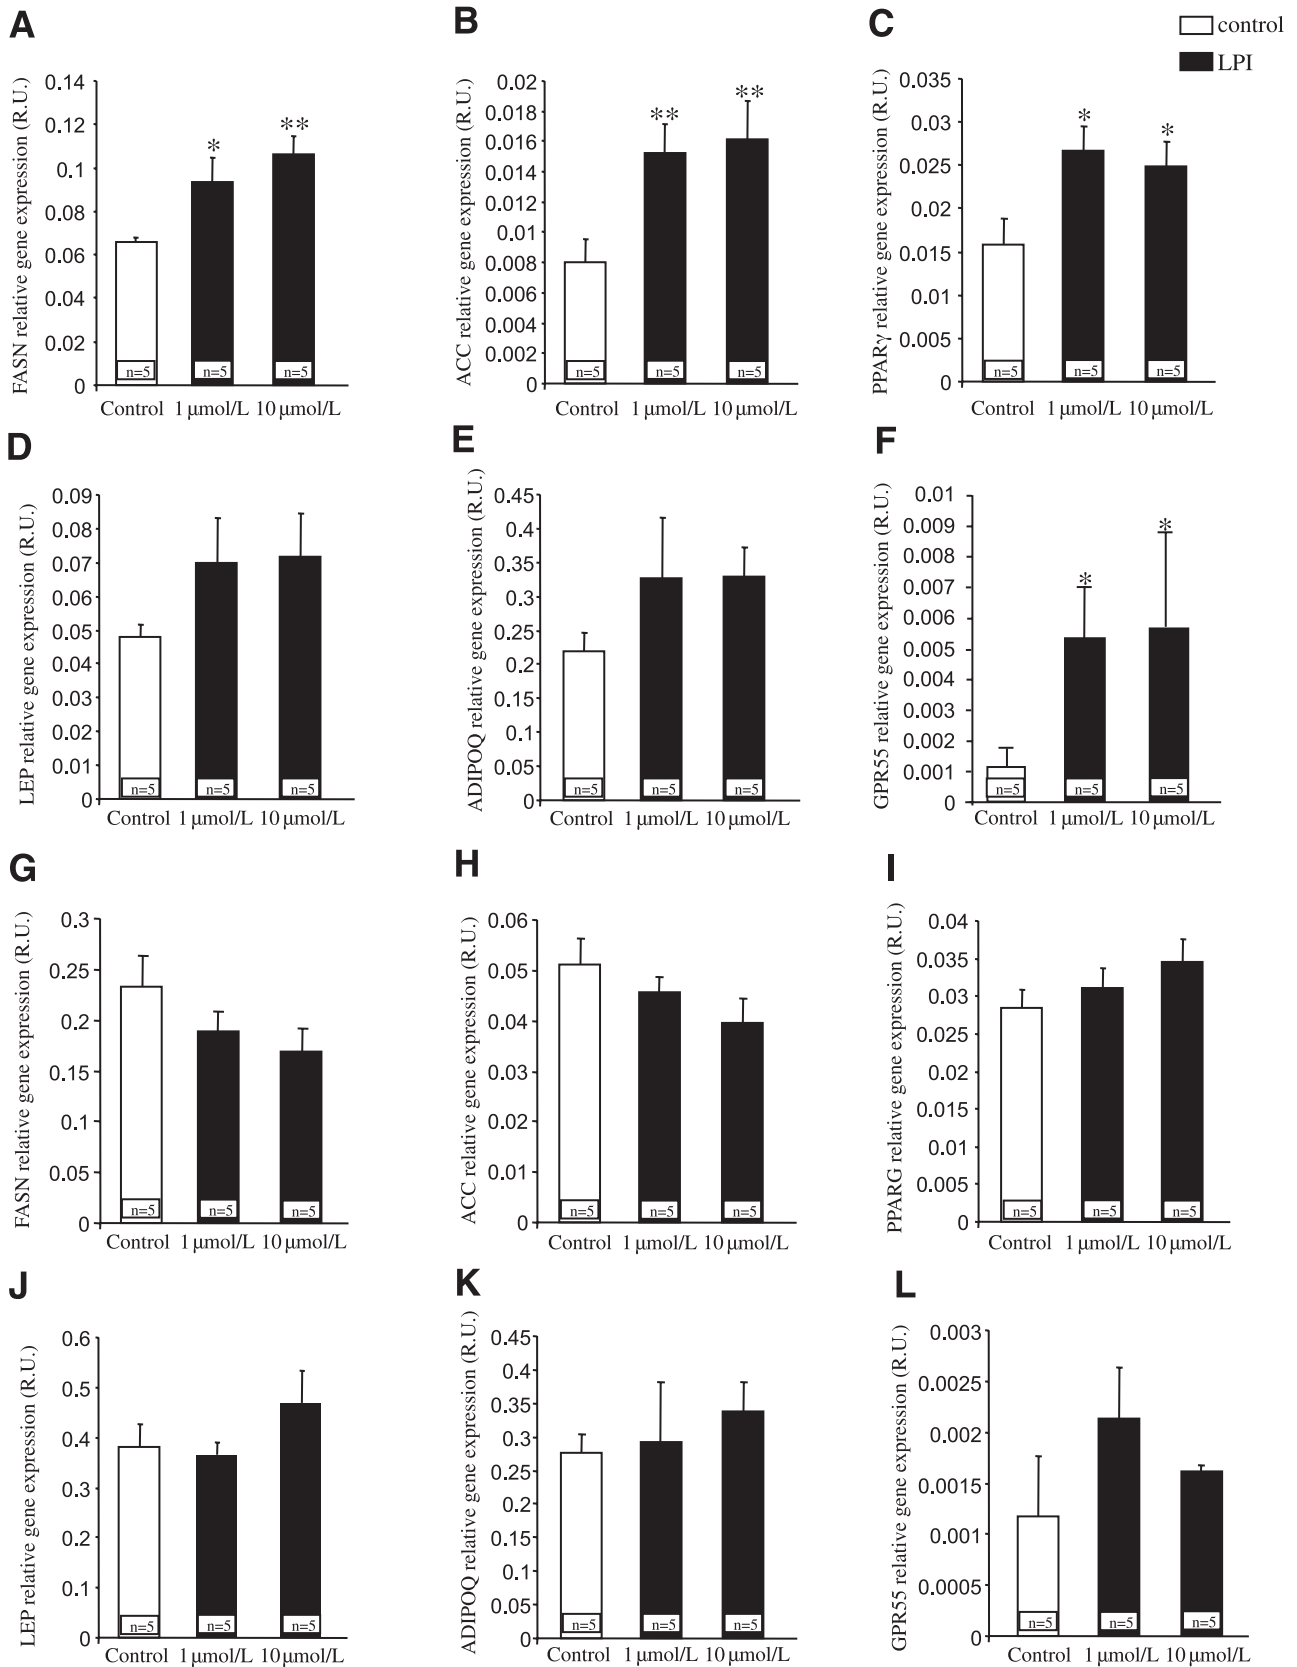 A
B
C
control
LPI
FASN relative gene expression (R.U.)
0.14
0.12
0.1
0.08
0.06
0.04
0.02
0
*
**
n=5
n=5
n=5
Control 1 µmol/L 10 µmol/L
ACC relative gene expression (R.U.)
0.02
0.018
0.016
0.014
0.012
0.01
0.008
0.006
0.004
0.002
0
**
**
n=5
n=5
n=5
Control 1 µmol/L 10 µmol/L
PPARγ relative gene expression (R.U.)
0.035
0.03
0.025
0.02
0.015
0.01
0.005
0
*
*
n=5
n=5
n=5
Control 1 µmol/L 10 µmol/L
D
E
F
LEP relative gene expression (R.U.)
0.09
0.08
0.07
0.06
0.05
0.04
0.03
0.02
0.01
0
n=5
n=5
n=5
Control 1 µmol/L 10 µmol/L
ADIPOQ relative gene expression (R.U.)
0.45
0.4
0.35
0.3
0.25
0.2
0.15
0.1
0.05
0
n=5
n=5
n=5
Control 1 µmol/L 10 µmol/L
GPR55 relative gene expression (R.U.)
0.01
0.009
0.008
0.007
0.006
0.005
0.004
0.003
0.002
0.001
0
*
*
n=5
n=5
n=5
Control 1 µmol/L 10 µmol/L
G
H
I
FASN relative gene expression (R.U.)
0.3
0.25
0.2
0.15
0.1
0.05
0
n=5
n=5
n=5
Control 1 µmol/L 10 µmol/L
ACC relative gene expression (R.U.)
0.06
0.05
0.04
0.03
0.02
0.01
0
n=5
n=5
n=5
Control 1 µmol/L 10 µmol/L
PPARG relative gene expression (R.U.)
0.04
0.035
0.03
0.025
0.02
0.015
0.01
0.005
0
n=5
n=5
n=5
Control 1 µmol/L 10 µmol/L
J
K
L
LEP relative gene expression (R.U.)
0.6
0.5
0.4
0.3
0.2
0.1
0
n=5
n=5
n=5
Control 1 µmol/L 10 µmol/L
ADIPOQ relative gene expression (R.U.)
0.45
0.4
0.35
0.3
0.25
0.2
0.15
0.1
0.05
0
n=5
n=5
n=5
Control 1 µmol/L 10 µmol/L
GPR55 relative gene expression (R.U.)
0.003
0.0025
0.002
0.0015
0.001
0.0005
0
n=5
n=5
n=5
Control 1 µmol/L 10 µmol/L